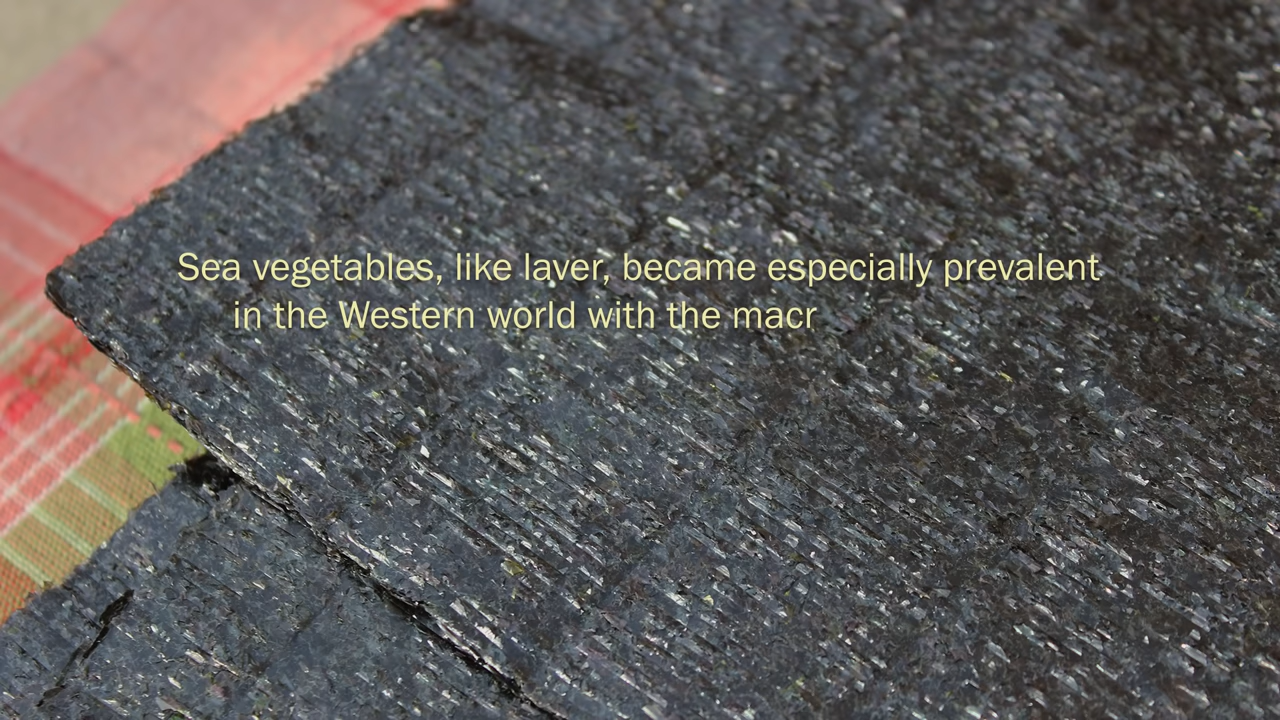 Sea vegetables, like laver, became especially prevalent
in the Western world with the macr